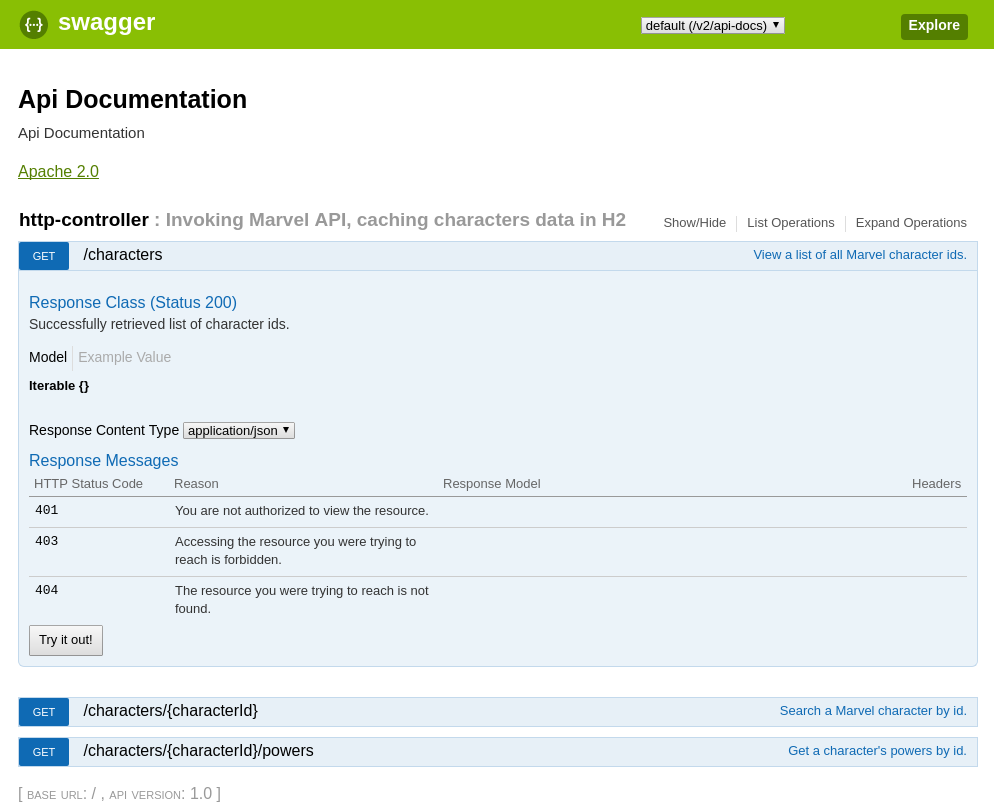 {···} swagger default (/v2/api-docs) ▼ Explore
Api Documentation
Api Documentation
Apache 2.0
http-controller : Invoking Marvel API, caching characters data in H2 Show/Hide List Operations Expand Operations
GET /characters View a list of all Marvel character ids.
Response Class (Status 200)
Successfully retrieved list of character ids.
Model Example Value
Iterable {}
Response Content Type application/json ▼
Response Messages
HTTP Status Code Reason Response Model Headers
401 You are not authorized to view the resource.
403 Accessing the resource you were trying to
reach is forbidden.
404 The resource you were trying to reach is not
found.
Try it out!
GET /characters/{characterId} Search a Marvel character by id.
GET /characters/{characterId}/powers Get a character's powers by id.
[ BASE URL: / , API VERSION: 1.0 ]